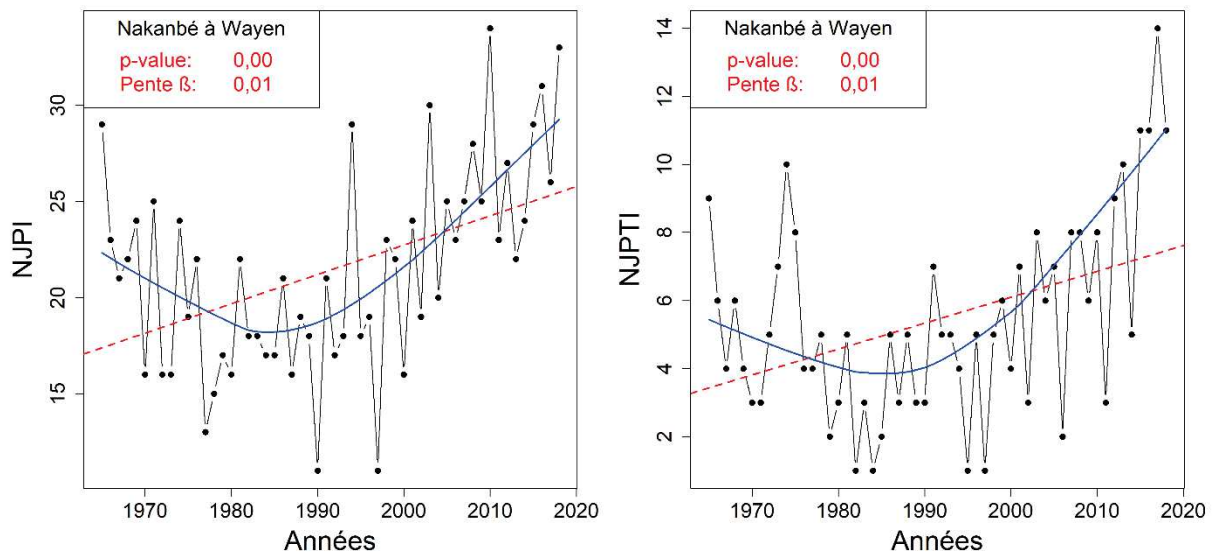 Nakanbé à Wayen
p-value: 0,00
Pente ß: 0,01
NJPI
30
25
20
15
1970 1980 1990 2000 2010 2020
Années
Nakanbé à Wayen
p-value: 0,00
Pente ß: 0,01
NJPTI
14
12
10
8
6
4
2
1970 1980 1990 2000 2010 2020
Années